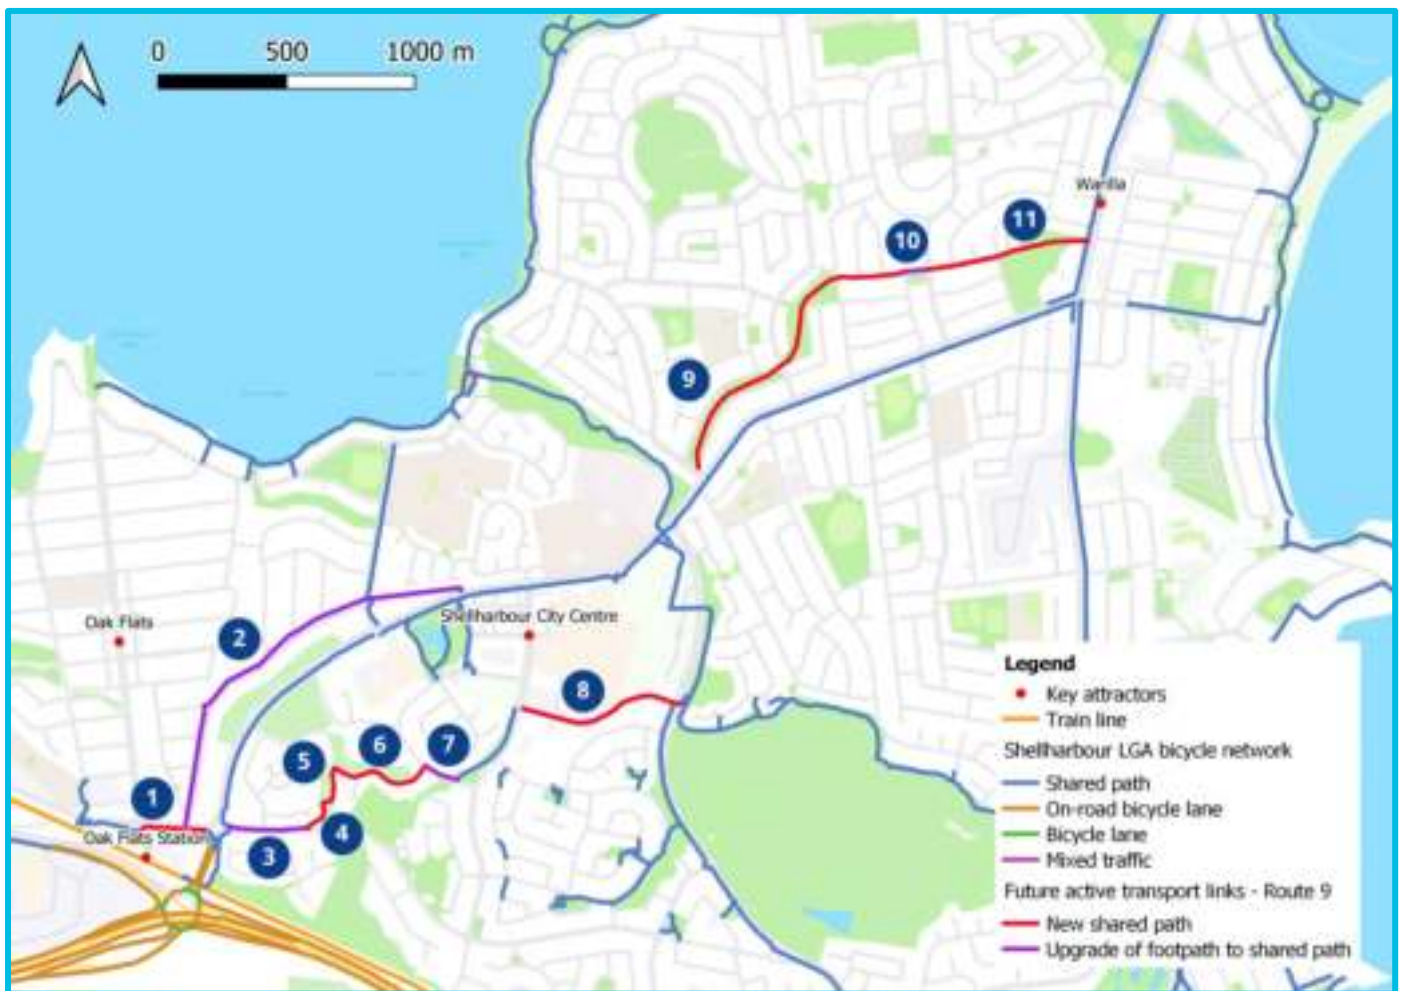 0 500 1000 m
Warilla
11
10
9
Oak Flats
2
Shellharbour City Centre
8
5
6
7
1
Oak Flats Station
4
3
Legend
Key attractors
Train line
Shellharbour LGA bicycle network
Shared path
On-road bicycle lane
Bicycle lane
Mixed traffic
Future active transport links - Route 9
New shared path
Upgrade of footpath to shared path